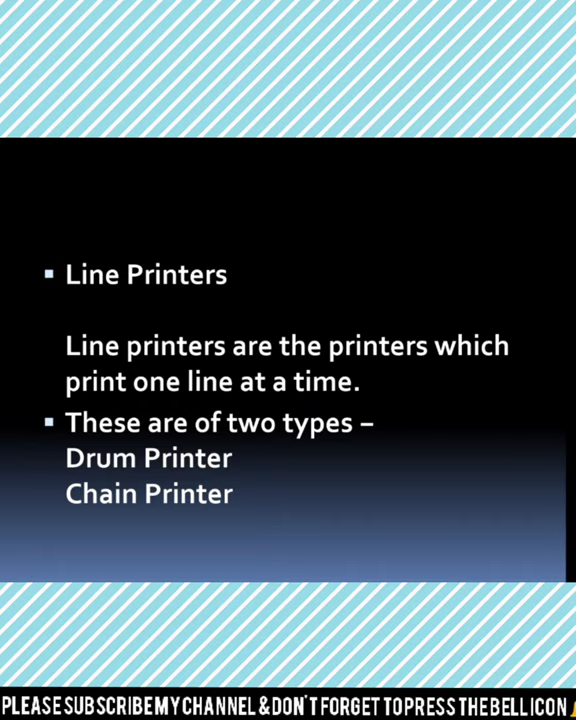 Line Printers
Line printers are the printers which
print one line at a time.
These are of two types –
Drum Printer
Chain Printer
PLEASE SUBSCRIBE MY CHANNEL & DON'T FORGET TO PRESS THE BELL ICON